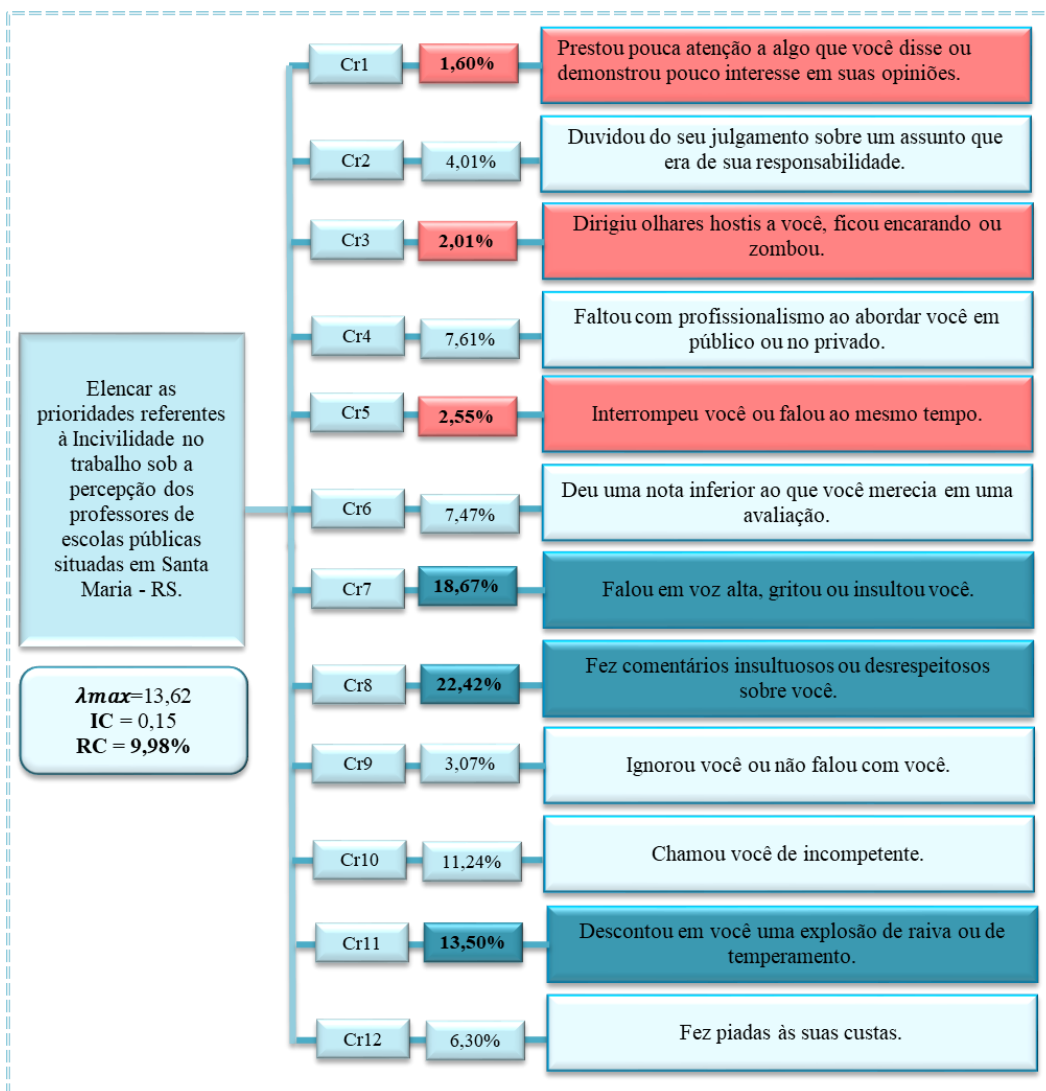 Cr1
1,60%
Prestou pouca atenção a algo que você disse ou
demonstrou pouco interesse em suas opiniões.
Cr2
4,01%
Duvidou do seu julgamento sobre um assunto que
era de sua responsabilidade.
Cr3
2,01%
Dirigiu olhares hostis a você, ficou encarando ou
zombou.
Cr4
7,61%
Faltou com profissionalismo ao abordar você em
público ou no privado.
Elencar as
prioridades referentes
à Incivilidade no
trabalho sob a
percepção dos
professores de
escolas públicas
situadas em Santa
Maria - RS.
Cr5
2,55%
Interrompeu você ou falou ao mesmo tempo.
Cr6
7,47%
Deu uma nota inferior ao que você merecia em uma
avaliação.
Cr7
18,67%
Falou em voz alta, gritou ou insultou você.
Cr8
22,42%
Fez comentários insultuosos ou desrespeitosos
sobre você.
λmax=13,62
IC = 0,15
RC = 9,98%
Cr9
3,07%
Ignorou você ou não falou com você.
Cr10
11,24%
Chamou você de incompetente.
Cr11
13,50%
Descontou em você uma explosão de raiva ou de
temperamento.
Cr12
6,30%
Fez piadas às suas custas.